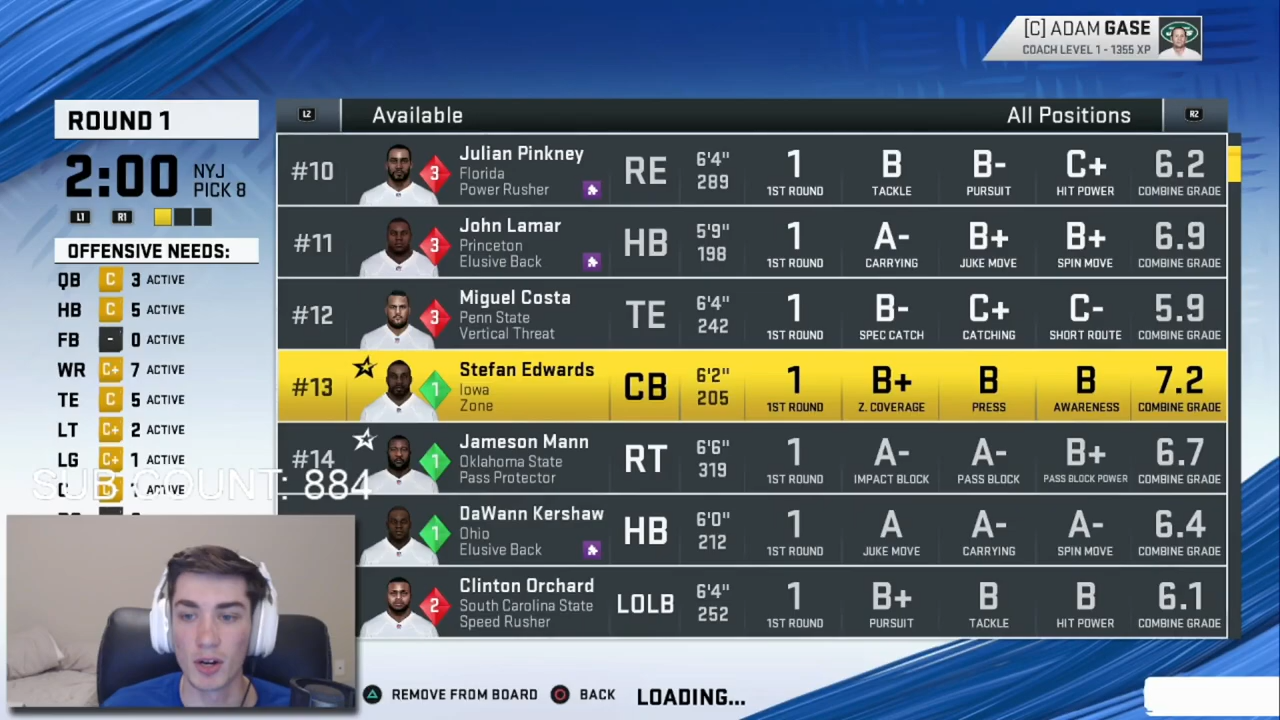 [C] ADAM GASE
COACH LEVEL 1 - 1355 XP
ROUND 1
2:00 NYJ PICK 8
L1 R1
OFFENSIVE NEEDS:
QB C 3 ACTIVE
HB C 5 ACTIVE
FB - 0 ACTIVE
WR C+ 7 ACTIVE
TE C 5 ACTIVE
LT C+ 2 ACTIVE
LG C+ 1 ACTIVE
SUB COUNT: 884
L2 Available All Positions R2
#10 3 Julian Pinkney Florida Power Rusher RE 6'4" 289 1 1ST ROUND B TACKLE B- PURSUIT C+ HIT POWER 6.2 COMBINE GRADE
#11 3 John Lamar Princeton Elusive Back HB 5'9" 198 1 1ST ROUND A- CARRYING B+ JUKE MOVE B+ SPIN MOVE 6.9 COMBINE GRADE
#12 3 Miguel Costa Penn State Vertical Threat TE 6'4" 242 1 1ST ROUND B- SPEC CATCH C+ CATCHING C- SHORT ROUTE 5.9 COMBINE GRADE
#13 1 Stefan Edwards Iowa Zone CB 6'2" 205 1 1ST ROUND B+ Z. COVERAGE B PRESS B AWARENESS 7.2 COMBINE GRADE
#14 1 Jameson Mann Oklahoma State Pass Protector RT 6'6" 319 1 1ST ROUND A- IMPACT BLOCK A- PASS BLOCK B+ PASS BLOCK POWER 6.7 COMBINE GRADE
1 DaWann Kershaw Ohio Elusive Back HB 6'0" 212 1 1ST ROUND A JUKE MOVE A- CARRYING A- SPIN MOVE 6.4 COMBINE GRADE
2 Clinton Orchard South Carolina State Speed Rusher LOLB 6'4" 252 1 1ST ROUND B+ PURSUIT B TACKLE B HIT POWER 6.1 COMBINE GRADE
REMOVE FROM BOARD BACK LOADING...